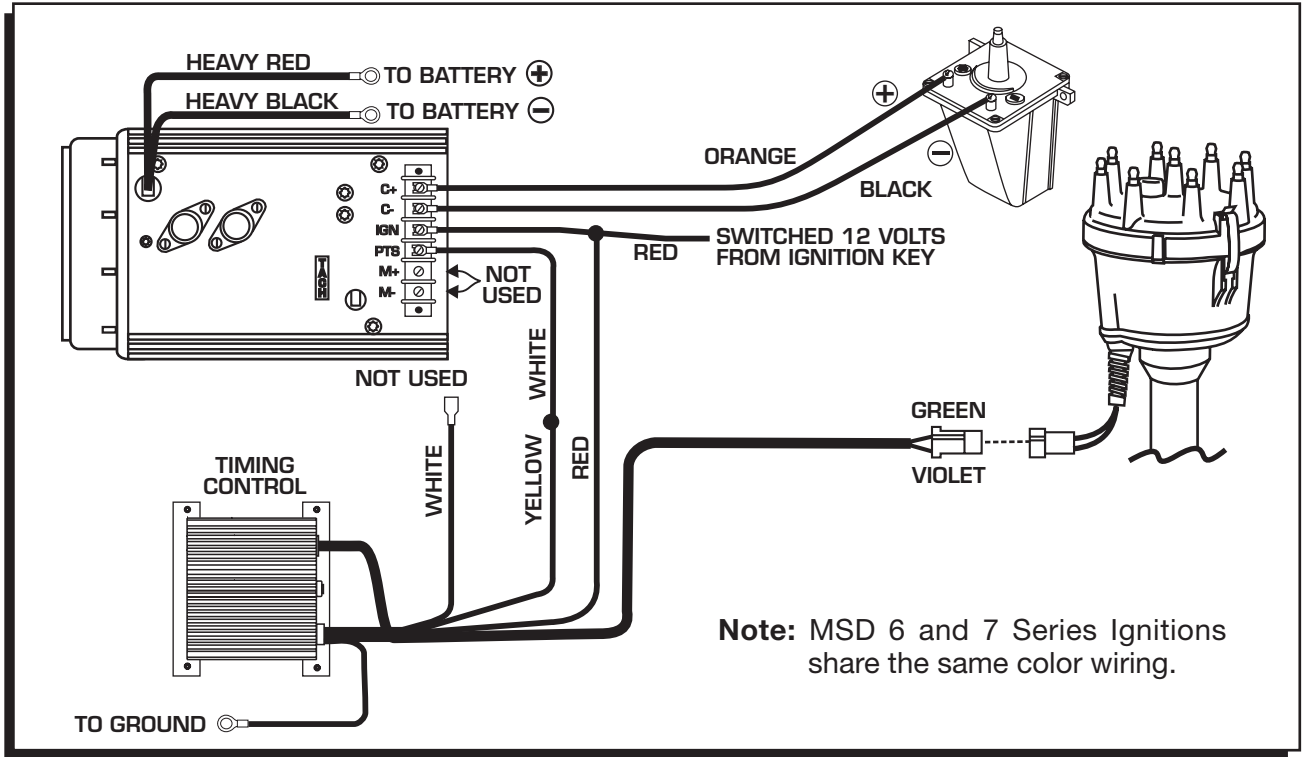 HEAVY RED
TO BATTERY +
HEAVY BLACK
TO BATTERY −
+
ORANGE
−
BLACK
C+
C-
IGN
PTS
M+
M-
TACH
RED
SWITCHED 12 VOLTS
FROM IGNITION KEY
NOT
USED
NOT USED
WHITE
YELLOW
WHITE
RED
GREEN
VIOLET
TIMING
CONTROL
TO GROUND
Note: MSD 6 and 7 Series Ignitions
share the same color wiring.